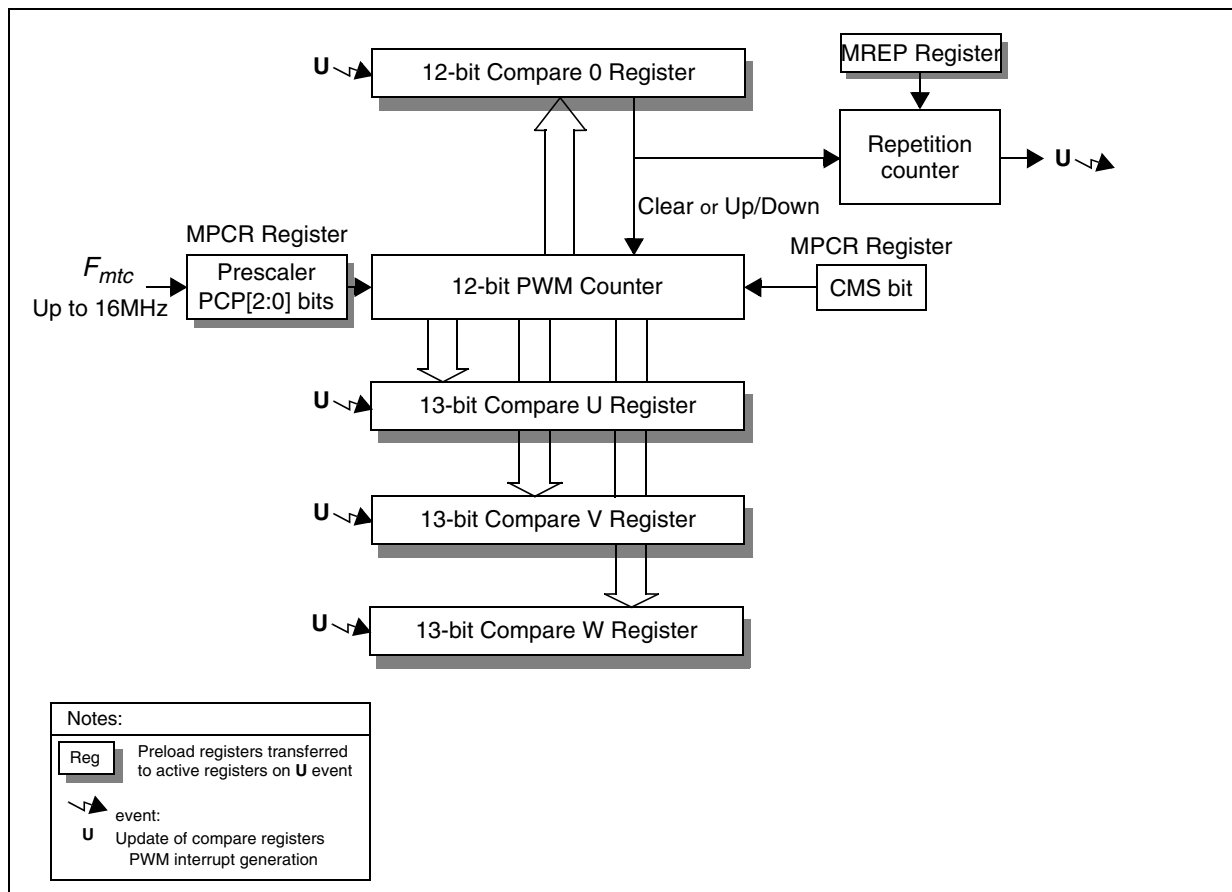 U
12-bit Compare 0 Register
MREP Register
Repetition
counter
U
Clear or Up/Down
MPCR Register
Fmtc
Up to 16MHz
Prescaler
PCP[2:0] bits
12-bit PWM Counter
MPCR Register
CMS bit
U
13-bit Compare U Register
U
13-bit Compare V Register
U
13-bit Compare W Register
Notes:
Reg
Preload registers transferred
to active registers on U event
event:
U Update of compare registers
PWM interrupt generation